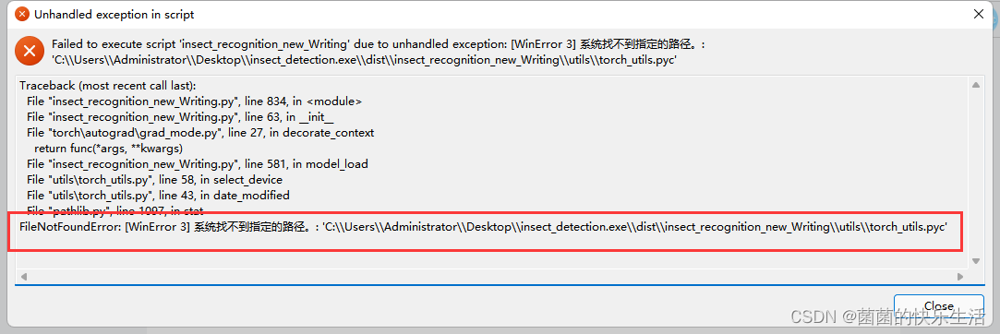 Unhandled exception in script
Failed to execute script 'insect_recognition_new_Writing' due to unhandled exception: [WinError 3] 系统找不到指定的路径。:
'C:\\Users\\Administrator\\Desktop\\insect_detection.exe\\dist\\insect_recognition_new_Writing\\utils\\torch_utils.pyc'
Traceback (most recent call last):
File "insect_recognition_new_Writing.py", line 834, in <module>
File "insect_recognition_new_Writing.py", line 63, in __init__
File "torch\autograd\grad_mode.py", line 27, in decorate_context
return func(*args, **kwargs)
File "insect_recognition_new_Writing.py", line 581, in model_load
File "utils\torch_utils.py", line 58, in select_device
File "utils\torch_utils.py", line 43, in date_modified
File "pathlib.py", line 1097, in stat
FileNotFoundError: [WinError 3] 系统找不到指定的路径。: 'C:\\Users\\Administrator\\Desktop\\insect_detection.exe\\dist\\insect_recognition_new_Writing\\utils\\torch_utils.pyc'
Close
CSDN @菌菌的快乐生活